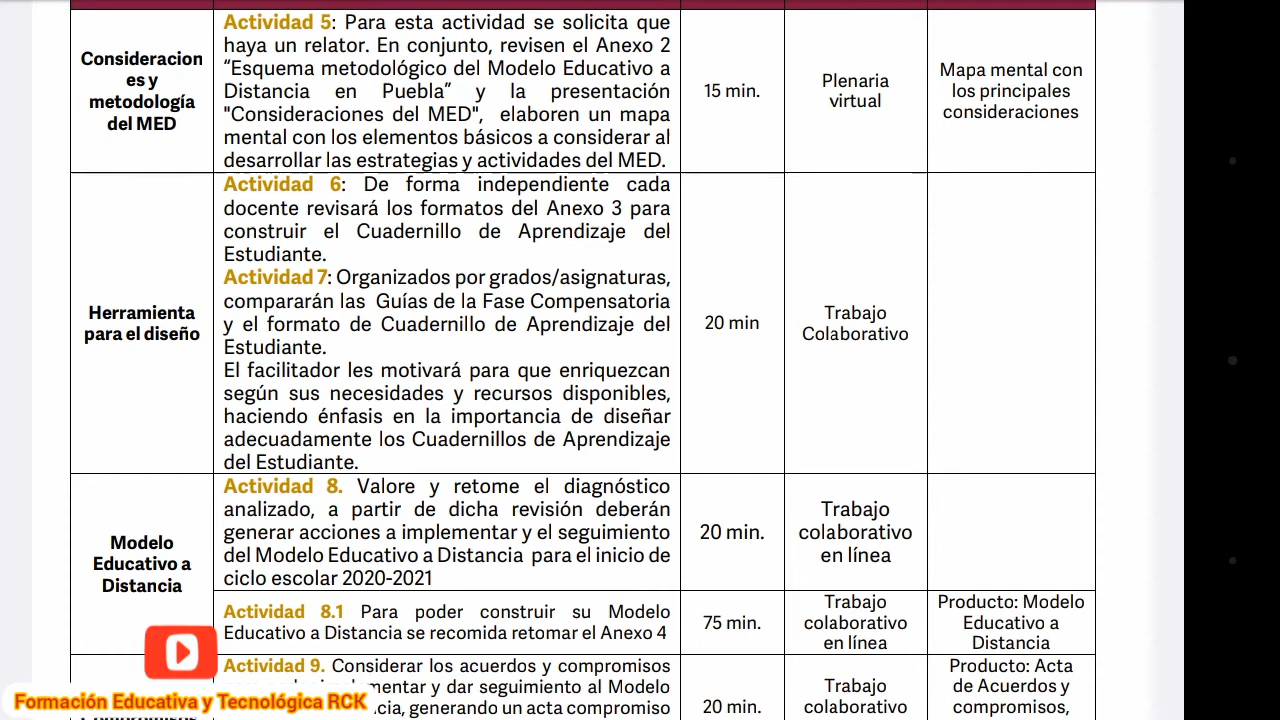 Consideracion
es y
metodología
del MED
Actividad 5: Para esta actividad se solicita que
haya un relator. En conjunto, revisen el Anexo 2
“Esquema metodológico del Modelo Educativo a
Distancia en Puebla” y la presentación
"Consideraciones del MED", elaboren un mapa
mental con los elementos básicos a considerar al
desarrollar las estrategias y actividades del MED.
15 min.
Plenaria
virtual
Mapa mental con
los principales
consideraciones
Herramienta
para el diseño
Actividad 6: De forma independiente cada
docente revisará los formatos del Anexo 3 para
construir el Cuadernillo de Aprendizaje del
Estudiante.
Actividad 7: Organizados por grados/asignaturas,
compararán las Guías de la Fase Compensatoria
y el formato de Cuadernillo de Aprendizaje del
Estudiante.
El facilitador les motivará para que enriquezcan
según sus necesidades y recursos disponibles,
haciendo énfasis en la importancia de diseñar
adecuadamente los Cuadernillos de Aprendizaje
del Estudiante.
20 min
Trabajo
Colaborativo
Modelo
Educativo a
Distancia
Actividad 8. Valore y retome el diagnóstico
analizado, a partir de dicha revisión deberán
generar acciones a implementar y el seguimiento
del Modelo Educativo a Distancia para el inicio de
ciclo escolar 2020-2021
20 min.
Trabajo
colaborativo
en línea
Actividad 8.1 Para poder construir su Modelo
Educativo a Distancia se recomida retomar el Anexo 4
75 min.
Trabajo
colaborativo
en línea
Producto: Modelo
Educativo a
Distancia
Actividad 9. Considerar los acuerdos y compromisos
mentar y dar seguimiento al Modelo
cia, generando un acta compromiso
20 min.
Trabajo
colaborativo
Producto: Acta
de Acuerdos y
compromisos,
Formación Educativa y Tecnológica RCK